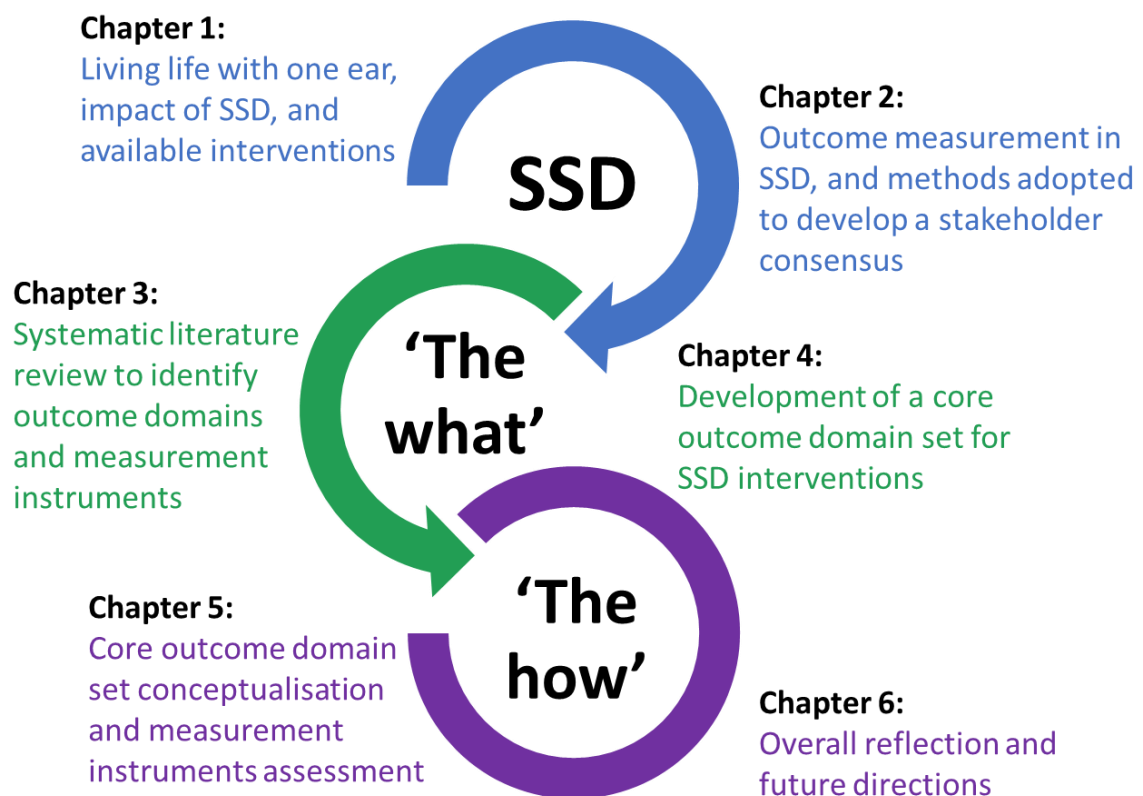 Chapter 1:
Living life with one ear,
impact of SSD, and
available interventions
SSD
Chapter 2:
Outcome measurement in
SSD, and methods adopted
to develop a stakeholder
consensus
Chapter 3:
Systematic literature
review to identify
outcome domains
and measurement
instruments
‘The
what’
Chapter 4:
Development of a core
outcome domain set for
SSD interventions
Chapter 5:
Core outcome domain
set conceptualisation
and measurement
instruments assessment
‘The
how’
Chapter 6:
Overall reflection and
future directions